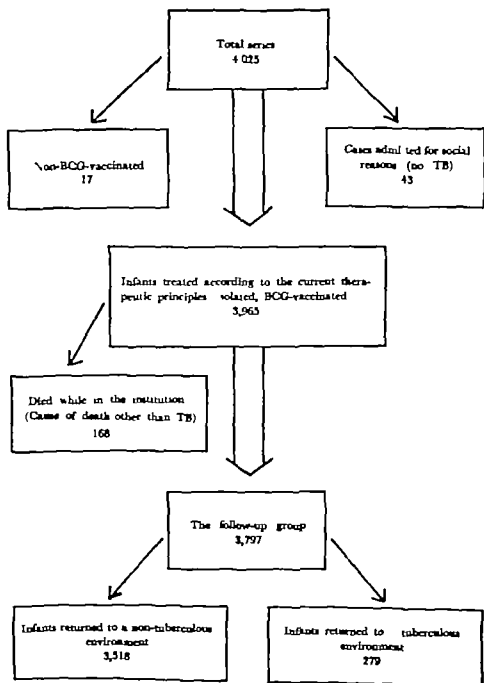 Total series
4 025
Non-BCG-vaccinated
17
Cases admitted for social
reasons (no TB)
43
Infants treated according to the current thera-
peutic principles isolated, BCG-vaccinated
3,965
Died while in the institution
(Cause of death other than TB)
168
The follow-up group
3,797
Infants returned to a non-tuberculous
environment
3,518
Infants returned to tuberculous
environment
279